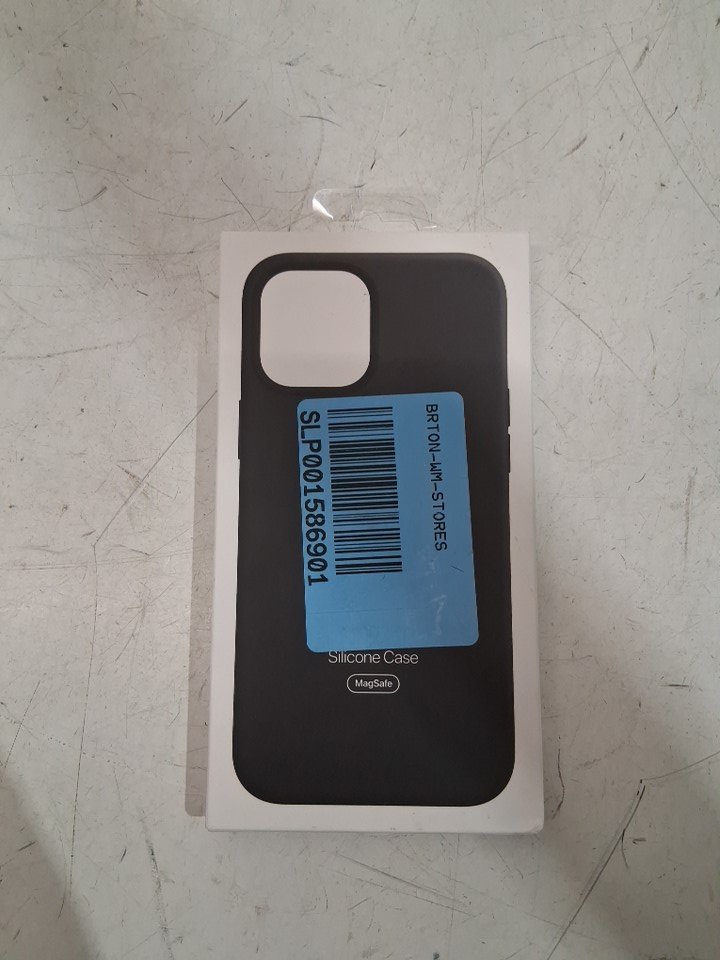 BRTON-WM-STORES
SLP001586901
Silicone Case
MagSafe